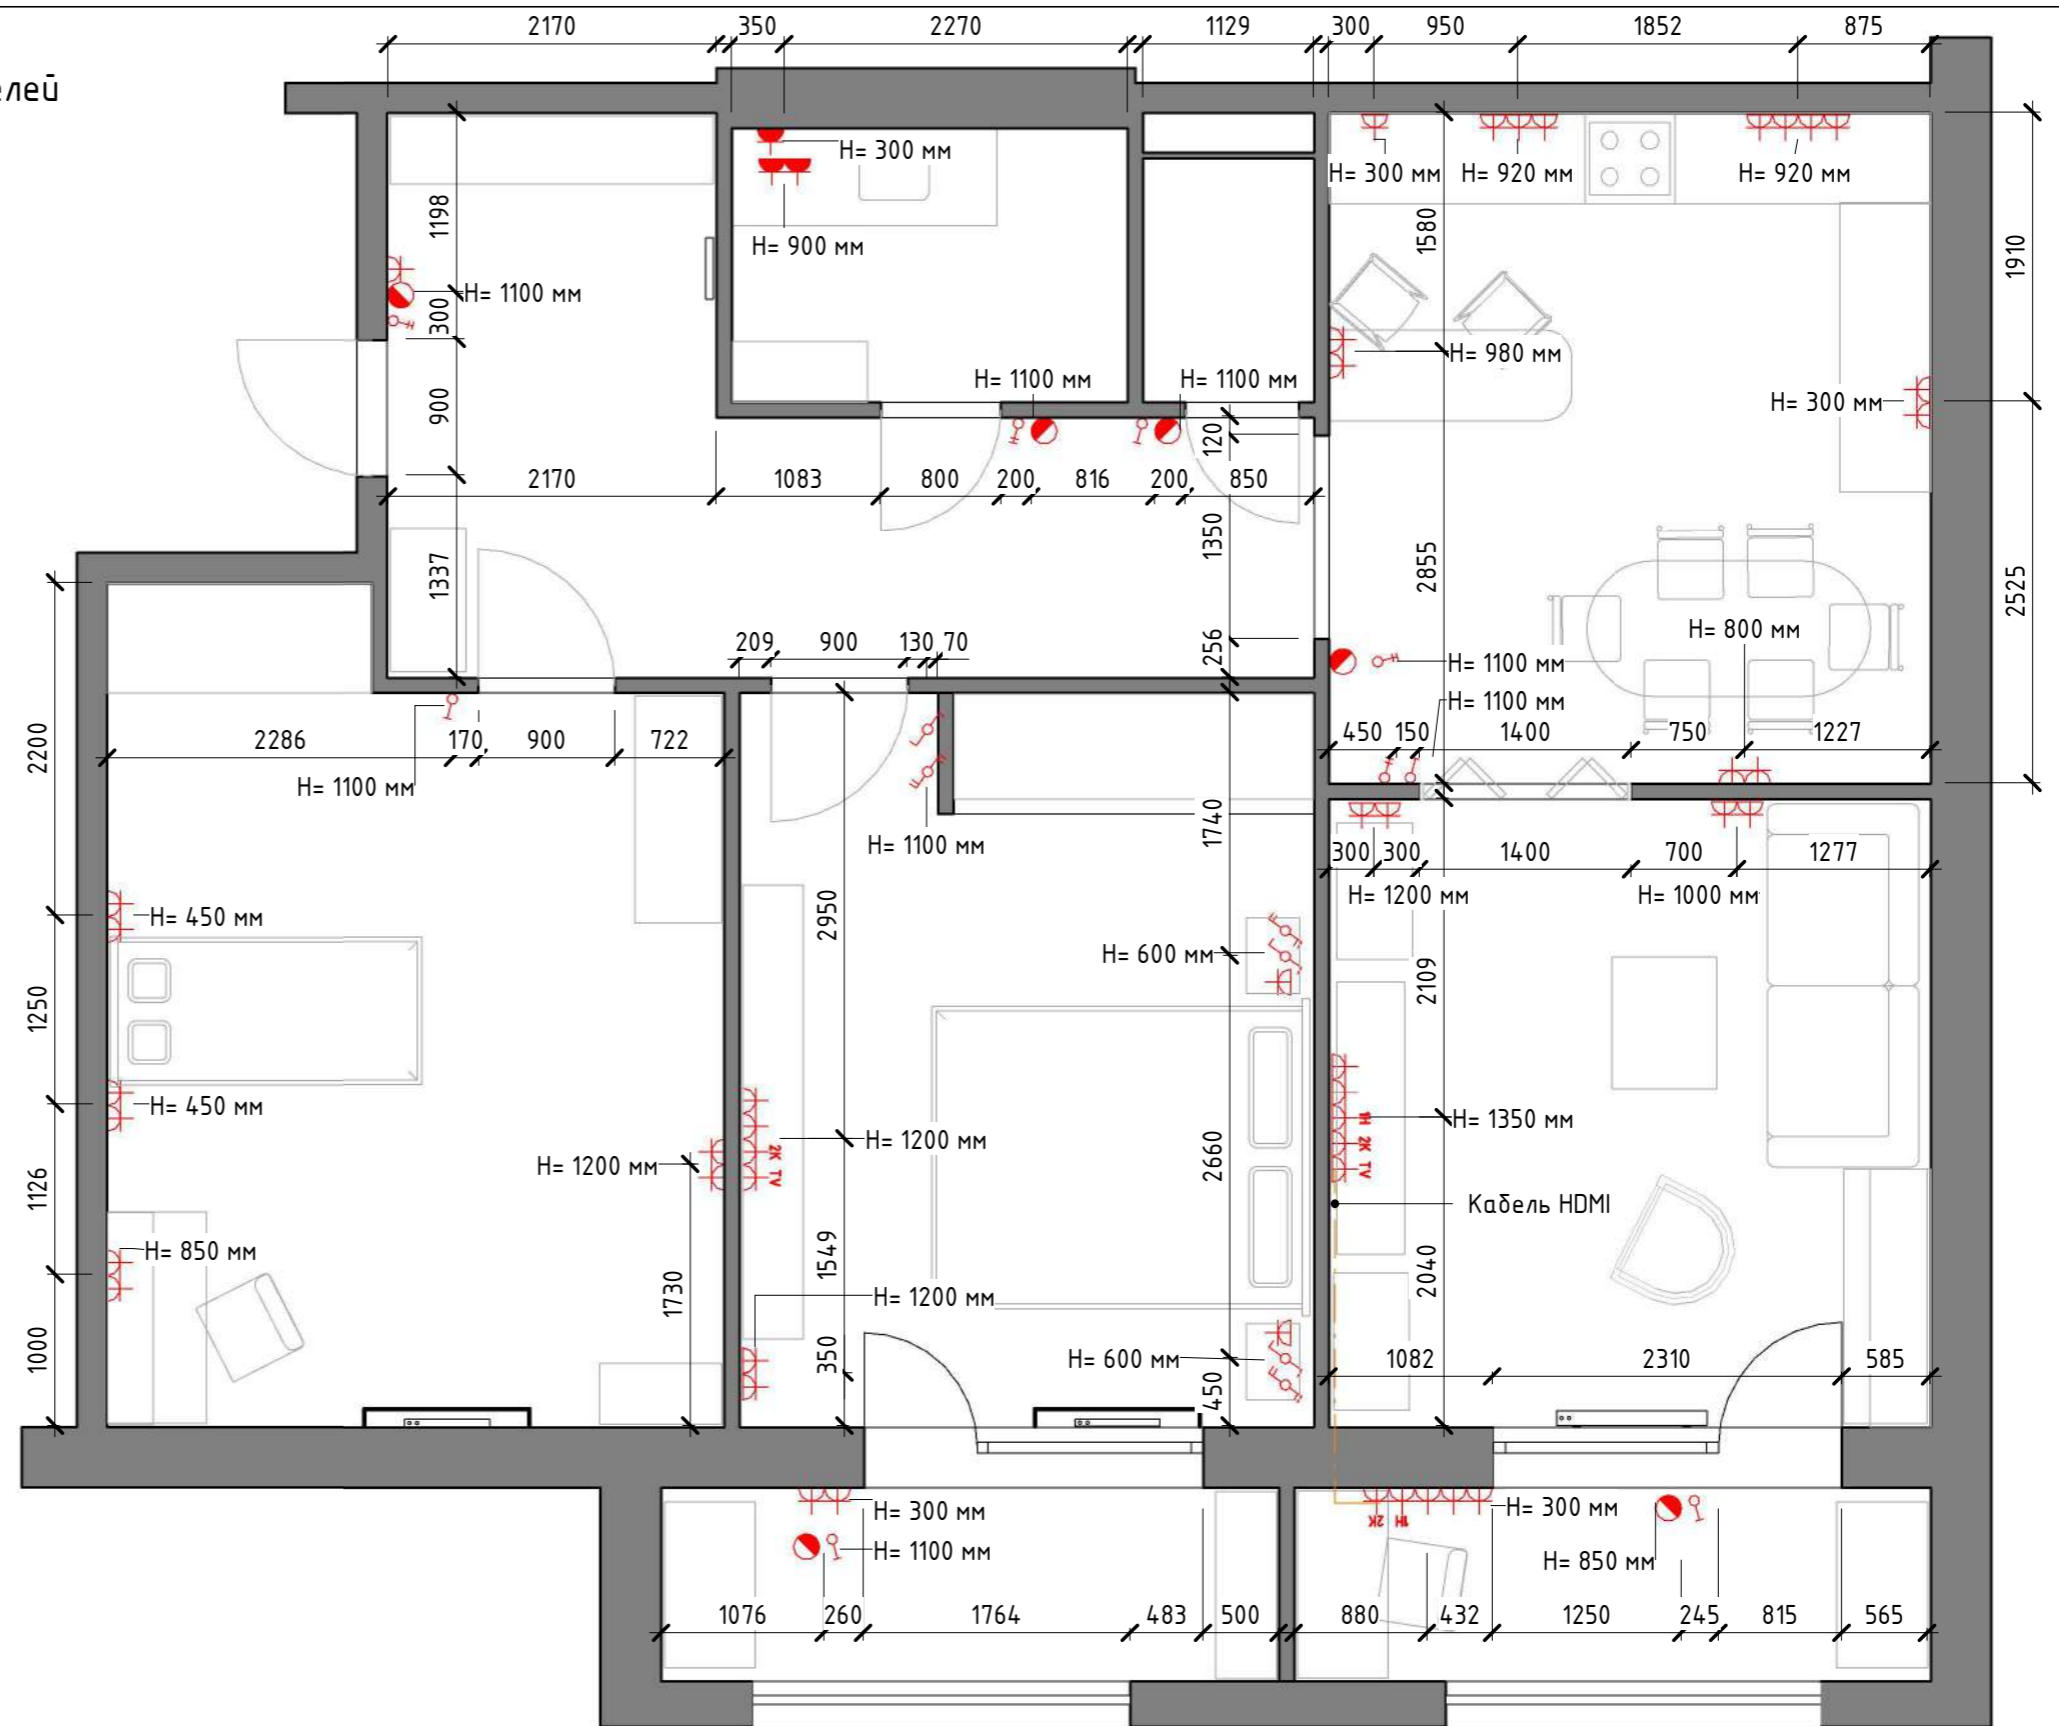 2170 350 2270 1129 300 950 1852 875
елей
H= 300 мм
H= 900 мм
H= 300 мм H= 920 мм H= 920 мм
1198
1580
1910
H= 1100 мм
300
H= 980 мм
H= 1100 мм H= 1100 мм
900
H= 300 мм
120
2170 1083 800 200 816 200 850
1350
1337
2855
2525
H= 800 мм
209 900 130 70
256
H= 1100 мм
H= 1100 мм
2200
2286 170 900 722
450 150 1400 750 1227
H= 1100 мм
H= 1100 мм
1740
300 300 1400 700 1277
H= 1200 мм H= 1000 мм
H= 450 мм
2950
H= 600 мм
2109
1250
H= 450 мм
H= 1350 мм
1Н 2К TV
H= 1200 мм
2К TV
H= 1200 мм
2660
1126
Кабель HDMI
H= 850 мм
1549
2040
1730
H= 1200 мм
1000
350
H= 600 мм
450
1082 2310 585
H= 300 мм
H= 1100 мм
2К 1Н
H= 300 мм
H= 850 мм
1076 260 1764 483 500 880 432 1250 245 815 565